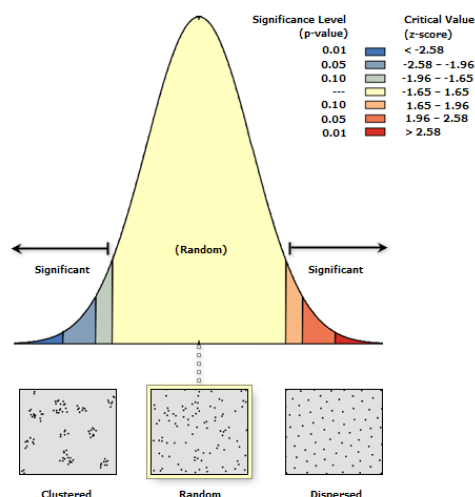 Significance Level Critical Value
(p-value) (z-score)
0.01 < -2.58
0.05 -2.58 – -1.96
0.10 -1.96 – -1.65
--- -1.65 – 1.65
0.10 1.65 – 1.96
0.05 1.96 – 2.58
0.01 > 2.58
(Random)
Significant Significant
Clustered Random Dispersed